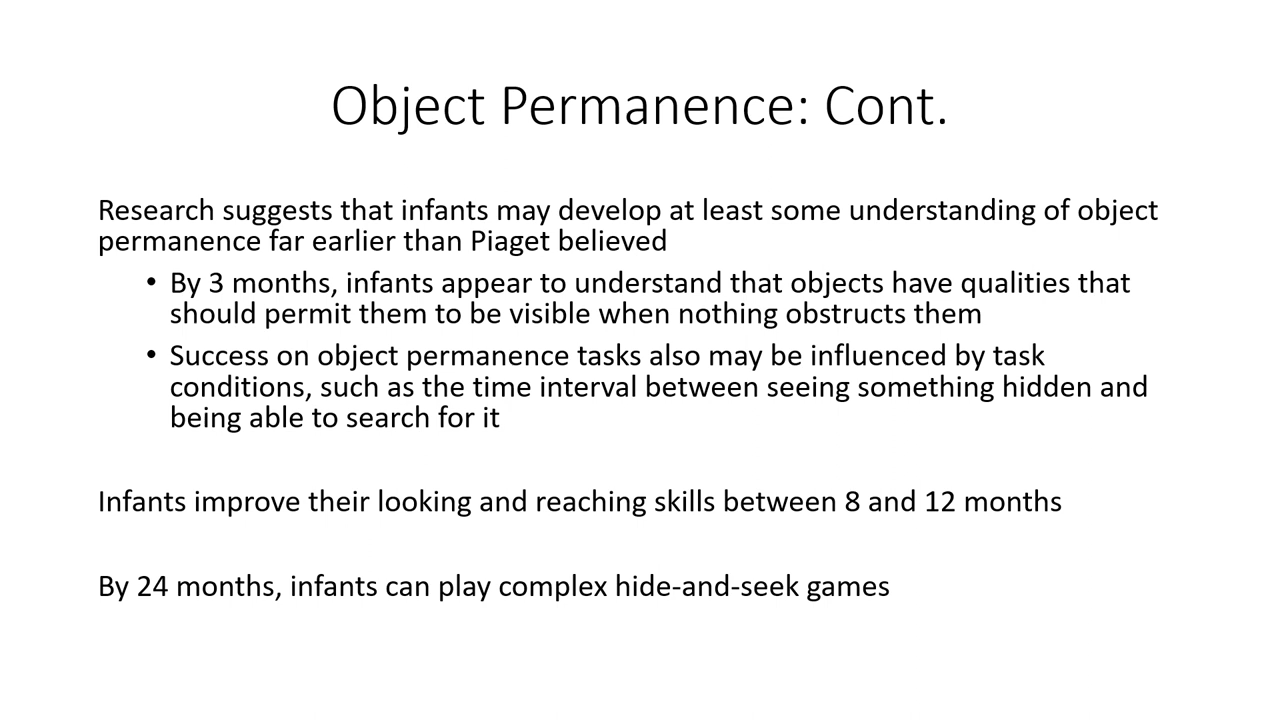 Object Permanence: Cont.
Research suggests that infants may develop at least some understanding of object
permanence far earlier than Piaget believed
• By 3 months, infants appear to understand that objects have qualities that
should permit them to be visible when nothing obstructs them
• Success on object permanence tasks also may be influenced by task
conditions, such as the time interval between seeing something hidden and
being able to search for it
Infants improve their looking and reaching skills between 8 and 12 months
By 24 months, infants can play complex hide-and-seek games